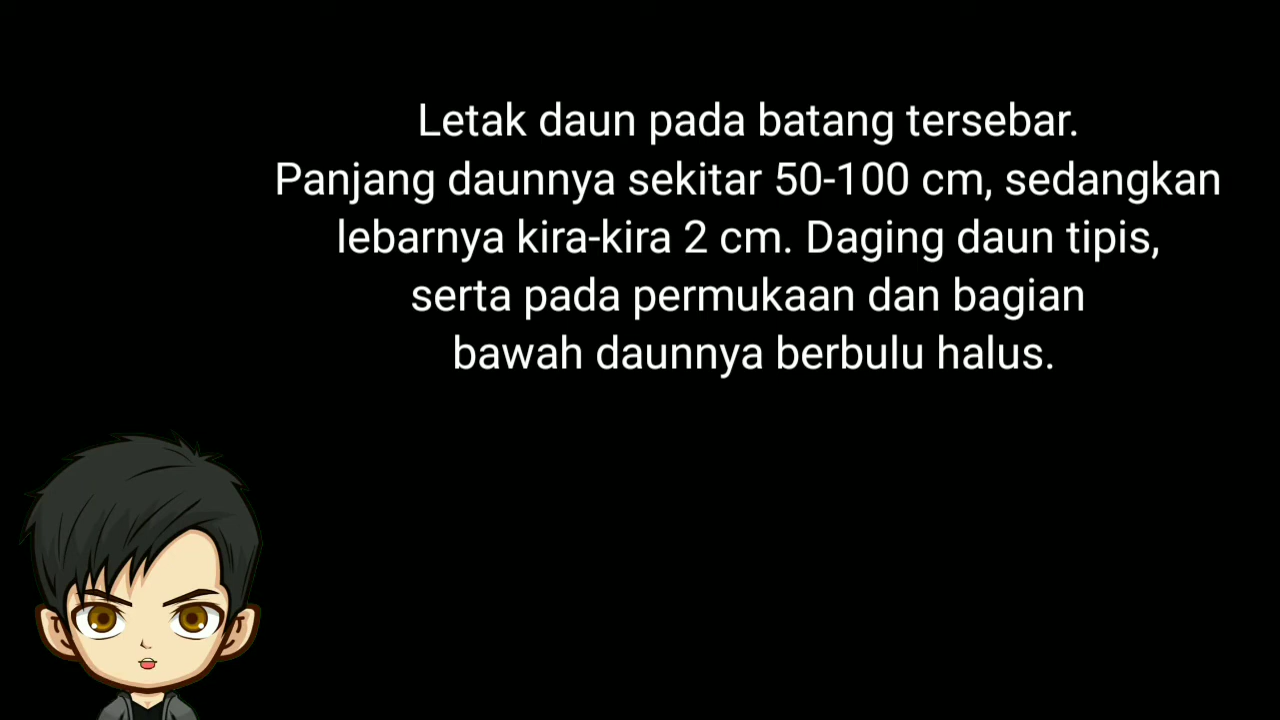 Letak daun pada batang tersebar.
Panjang daunnya sekitar 50-100 cm, sedangkan
lebarnya kira-kira 2 cm. Daging daun tipis,
serta pada permukaan dan bagian
bawah daunnya berbulu halus.